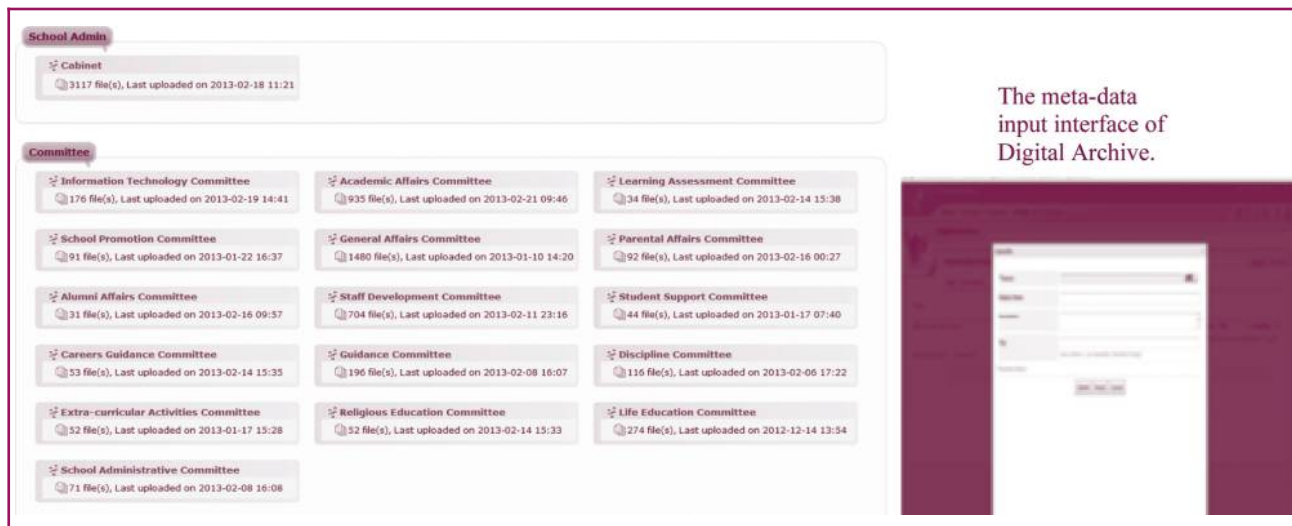 School Admin
Cabinet
3117 file(s), Last uploaded on 2013-02-18 11:21
Committee
Information Technology Committee
176 file(s), Last uploaded on 2013-02-19 14:41
Academic Affairs Committee
935 file(s), Last uploaded on 2013-02-21 09:46
Learning Assessment Committee
34 file(s), Last uploaded on 2013-02-14 15:38
School Promotion Committee
91 file(s), Last uploaded on 2013-01-22 16:37
General Affairs Committee
1480 file(s), Last uploaded on 2013-01-10 14:20
Parental Affairs Committee
92 file(s), Last uploaded on 2013-02-16 00:27
Alumni Affairs Committee
31 file(s), Last uploaded on 2013-02-16 09:57
Staff Development Committee
704 file(s), Last uploaded on 2013-02-11 23:16
Student Support Committee
44 file(s), Last uploaded on 2013-01-17 07:40
Careers Guidance Committee
53 file(s), Last uploaded on 2013-02-14 15:35
Guidance Committee
196 file(s), Last uploaded on 2013-02-08 16:07
Discipline Committee
116 file(s), Last uploaded on 2013-02-06 17:22
Extra-curricular Activities Committee
52 file(s), Last uploaded on 2013-01-17 15:28
Religious Education Committee
52 file(s), Last uploaded on 2013-02-14 15:33
Life Education Committee
274 file(s), Last uploaded on 2012-12-14 13:54
School Administrative Committee
71 file(s), Last uploaded on 2013-02-08 16:08
The meta-data
input interface of
Digital Archive.